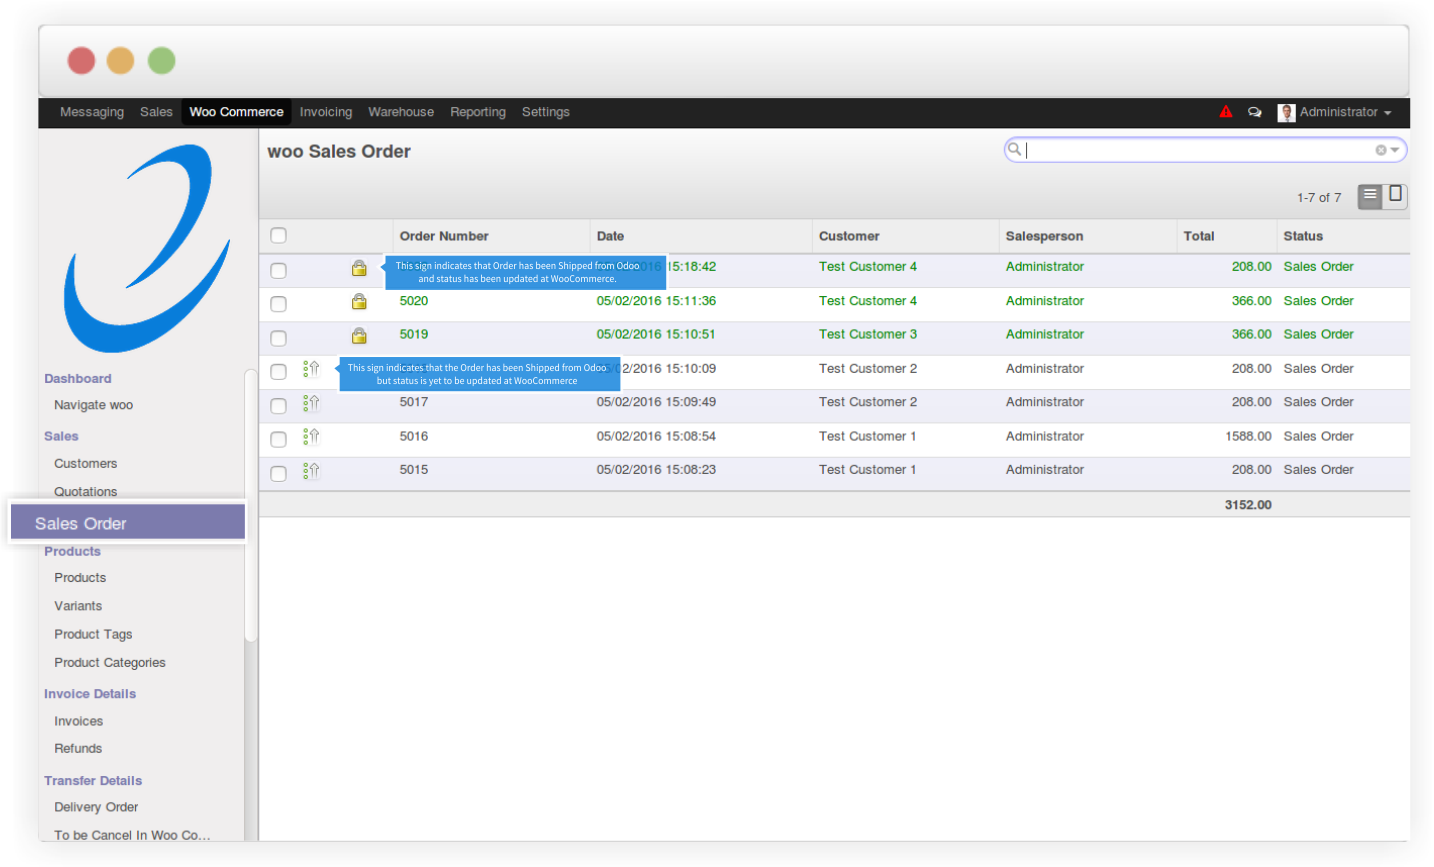 Messaging Sales Woo Commerce Invoicing Warehouse Reporting Settings Administrator
woo Sales Order
1-7 of 7
Order Number Date Customer Salesperson Total Status
This sign indicates that Order has been Shipped from Odoo
and status has been updated at WooCommerce.
15:18:42 Test Customer 4 Administrator 208.00 Sales Order
5020 05/02/2016 15:11:36 Test Customer 4 Administrator 366.00 Sales Order
5019 05/02/2016 15:10:51 Test Customer 3 Administrator 366.00 Sales Order
This sign indicates that the Order has been Shipped from Odoo
but status is yet to be updated at WooCommerce
2/2016 15:10:09 Test Customer 2 Administrator 208.00 Sales Order
5017 05/02/2016 15:09:49 Test Customer 2 Administrator 208.00 Sales Order
5016 05/02/2016 15:08:54 Test Customer 1 Administrator 1588.00 Sales Order
5015 05/02/2016 15:08:23 Test Customer 1 Administrator 208.00 Sales Order
3152.00
Dashboard
Navigate woo
Sales
Customers
Quotations
Sales Order
Products
Products
Variants
Product Tags
Product Categories
Invoice Details
Invoices
Refunds
Transfer Details
Delivery Order
To be Cancel In Woo Co...